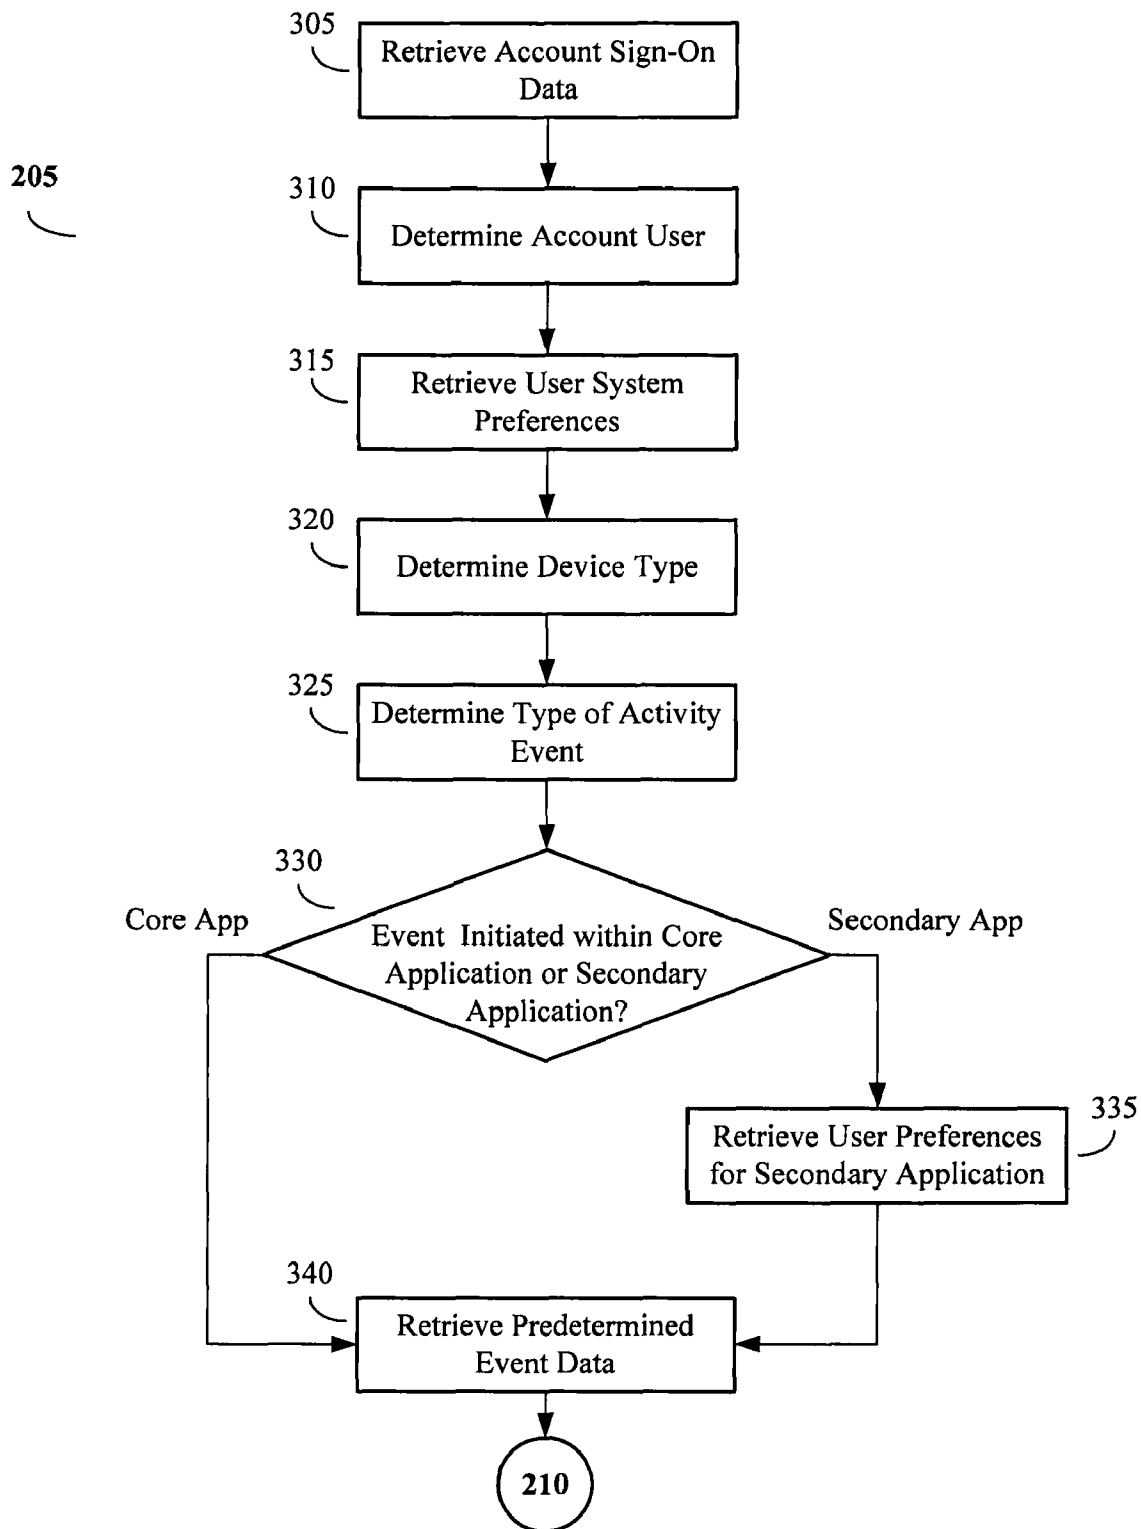 305
Retrieve Account Sign-On
Data
205
310
Determine Account User
315
Retrieve User System
Preferences
320
Determine Device Type
325
Determine Type of Activity
Event
330
Core App
Secondary App
Event Initiated within Core
Application or Secondary
Application?
335
Retrieve User Preferences
for Secondary Application
340
Retrieve Predetermined
Event Data
210